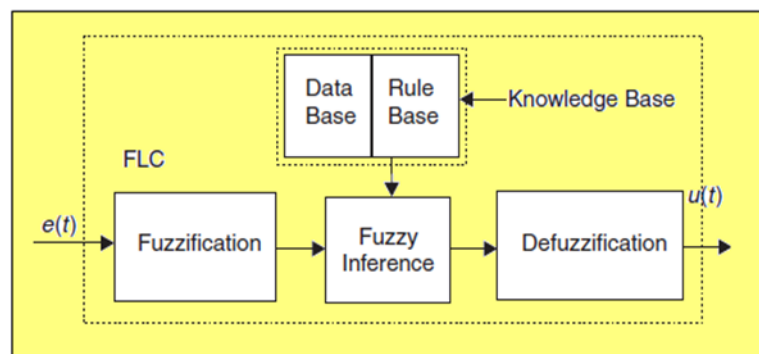 Data
Base
Rule
Base
Knowledge Base
FLC
e(t)
u(t)
Fuzzification
Fuzzy
Inference
Defuzzification